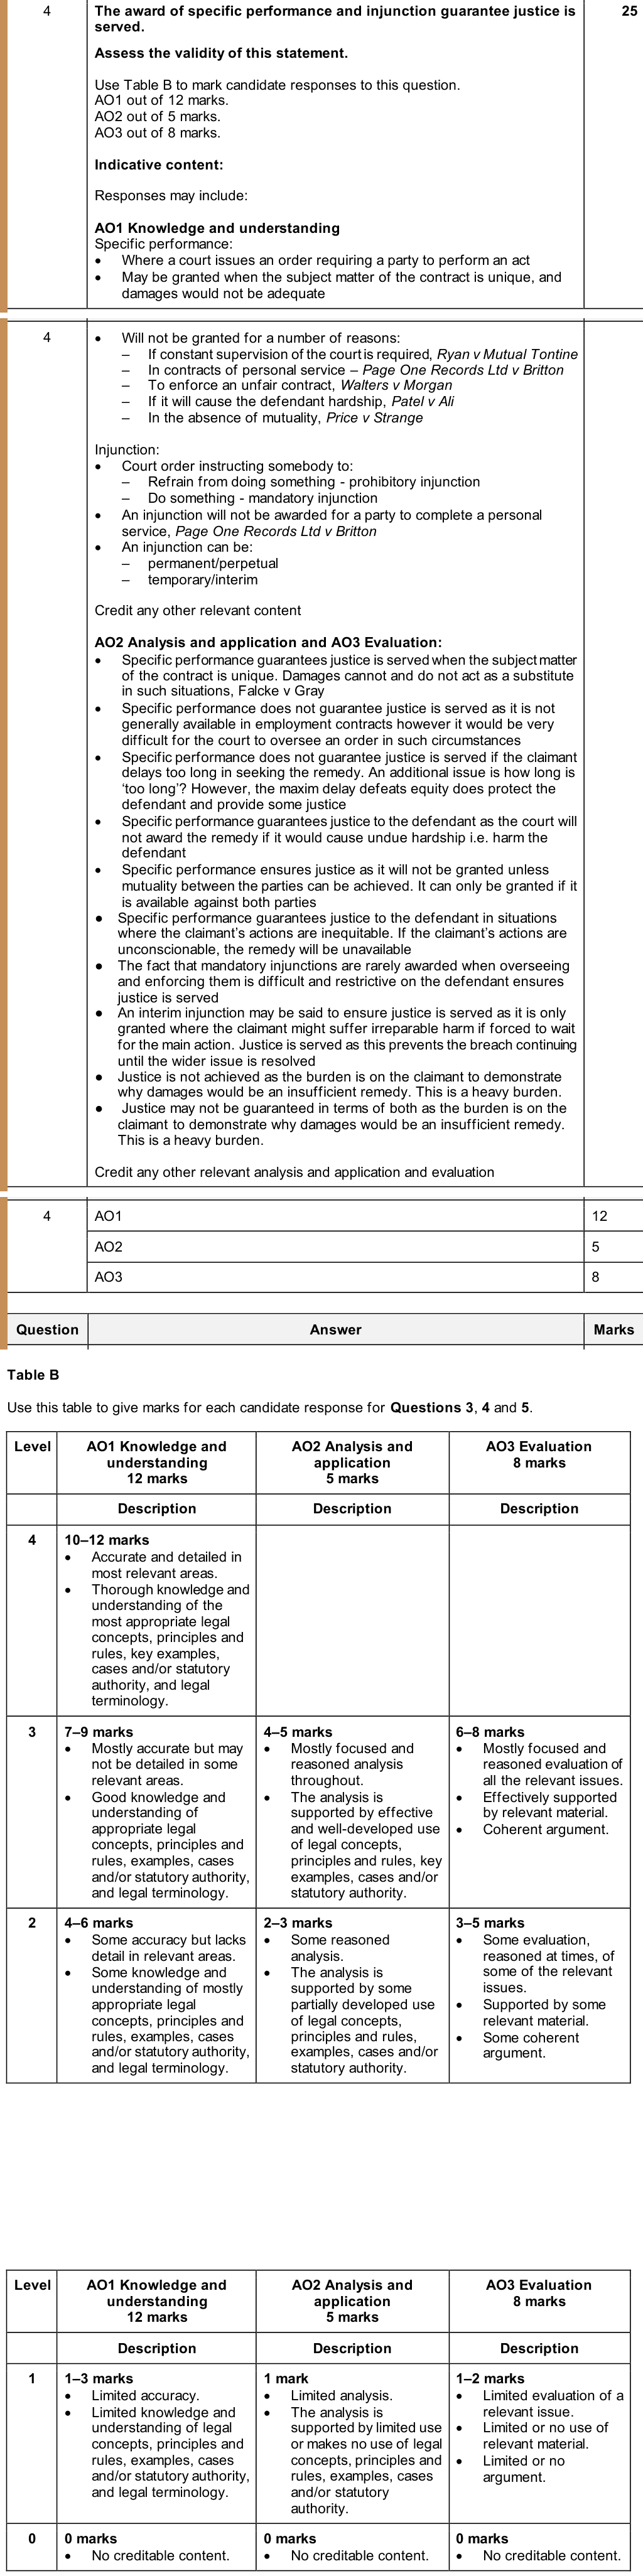 4
The award of specific performance and injunction guarantee justice is
served.
25
Assess the validity of this statement.
Use Table B to mark candidate responses to this question.
AO1 out of 12 marks.
AO2 out of 5 marks.
AO3 out of 8 marks.
Indicative content:
Responses may include:
AO1 Knowledge and understanding
Specific performance:
• Where a court issues an order requiring a party to perform an act
• May be granted when the subject matter of the contract is unique, and
damages would not be adequate
4
• Will not be granted for a number of reasons:
– If constant supervision of the court is required, Ryan v Mutual Tontine
– In contracts of personal service – Page One Records Ltd v Britton
– To enforce an unfair contract, Walters v Morgan
– If it will cause the defendant hardship, Patel v Ali
– In the absence of mutuality, Price v Strange
Injunction:
• Court order instructing somebody to:
– Refrain from doing something - prohibitory injunction
– Do something - mandatory injunction
• An injunction will not be awarded for a party to complete a personal
service, Page One Records Ltd v Britton
• An injunction can be:
– permanent/perpetual
– temporary/interim
Credit any other relevant content
AO2 Analysis and application and AO3 Evaluation:
• Specific performance guarantees justice is served when the subject matter
of the contract is unique. Damages cannot and do not act as a substitute
in such situations, Falcke v Gray
• Specific performance does not guarantee justice is served as it is not
generally available in employment contracts however it would be very
difficult for the court to oversee an order in such circumstances
• Specific performance does not guarantee justice is served if the claimant
delays too long in seeking the remedy. An additional issue is how long is
‘too long’? However, the maxim delay defeats equity does protect the
defendant and provide some justice
• Specific performance guarantees justice to the defendant as the court will
not award the remedy if it would cause undue hardship i.e. harm the
defendant
• Specific performance ensures justice as it will not be granted unless
mutuality between the parties can be achieved. It can only be granted if it
is available against both parties
• Specific performance guarantees justice to the defendant in situations
where the claimant’s actions are inequitable. If the claimant’s actions are
unconscionable, the remedy will be unavailable
• The fact that mandatory injunctions are rarely awarded when overseeing
and enforcing them is difficult and restrictive on the defendant ensures
justice is served
• An interim injunction may be said to ensure justice is served as it is only
granted where the claimant might suffer irreparable harm if forced to wait
for the main action. Justice is served as this prevents the breach continuing
until the wider issue is resolved
• Justice is not achieved as the burden is on the claimant to demonstrate
why damages would be an insufficient remedy. This is a heavy burden.
• Justice may not be guaranteed in terms of both as the burden is on the
claimant to demonstrate why damages would be an insufficient remedy.
This is a heavy burden.
Credit any other relevant analysis and application and evaluation
4 AO1 12
AO2 5
AO3 8
Question Answer Marks
Table B
Use this table to give marks for each candidate response for Questions 3, 4 and 5.
Level
AO1 Knowledge and
understanding
12 marks
AO2 Analysis and
application
5 marks
AO3 Evaluation
8 marks
Description Description Description
4
10–12 marks
• Accurate and detailed in
most relevant areas.
• Thorough knowledge and
understanding of the
most appropriate legal
concepts, principles and
rules, key examples,
cases and/or statutory
authority, and legal
terminology.
3
7–9 marks
• Mostly accurate but may
not be detailed in some
relevant areas.
• Good knowledge and
understanding of
appropriate legal
concepts, principles and
rules, examples, cases
and/or statutory authority,
and legal terminology.
4–5 marks
• Mostly focused and
reasoned analysis
throughout.
• The analysis is
supported by effective
and well-developed use
of legal concepts,
principles and rules, key
examples, cases and/or
statutory authority.
6–8 marks
• Mostly focused and
reasoned evaluation of
all the relevant issues.
• Effectively supported
by relevant material.
• Coherent argument.
2
4–6 marks
• Some accuracy but lacks
detail in relevant areas.
• Some knowledge and
understanding of mostly
appropriate legal
concepts, principles and
rules, examples, cases
and/or statutory authority,
and legal terminology.
2–3 marks
• Some reasoned
analysis.
• The analysis is
supported by some
partially developed use
of legal concepts,
principles and rules,
examples, cases and/or
statutory authority.
3–5 marks
• Some evaluation,
reasoned at times, of
some of the relevant
issues.
• Supported by some
relevant material.
• Some coherent
argument.
Level
AO1 Knowledge and
understanding
12 marks
AO2 Analysis and
application
5 marks
AO3 Evaluation
8 marks
Description Description Description
1
1–3 marks
• Limited accuracy.
• Limited knowledge and
understanding of legal
concepts, principles and
rules, examples, cases
and/or statutory authority,
and legal terminology.
1 mark
• Limited analysis.
• The analysis is
supported by limited use
or makes no use of legal
concepts, principles and
rules, examples, cases
and/or statutory
authority.
1–2 marks
• Limited evaluation of a
relevant issue.
• Limited or no use of
relevant material.
• Limited or no
argument.
0
0 marks
• No creditable content.
0 marks
• No creditable content.
0 marks
• No creditable content.